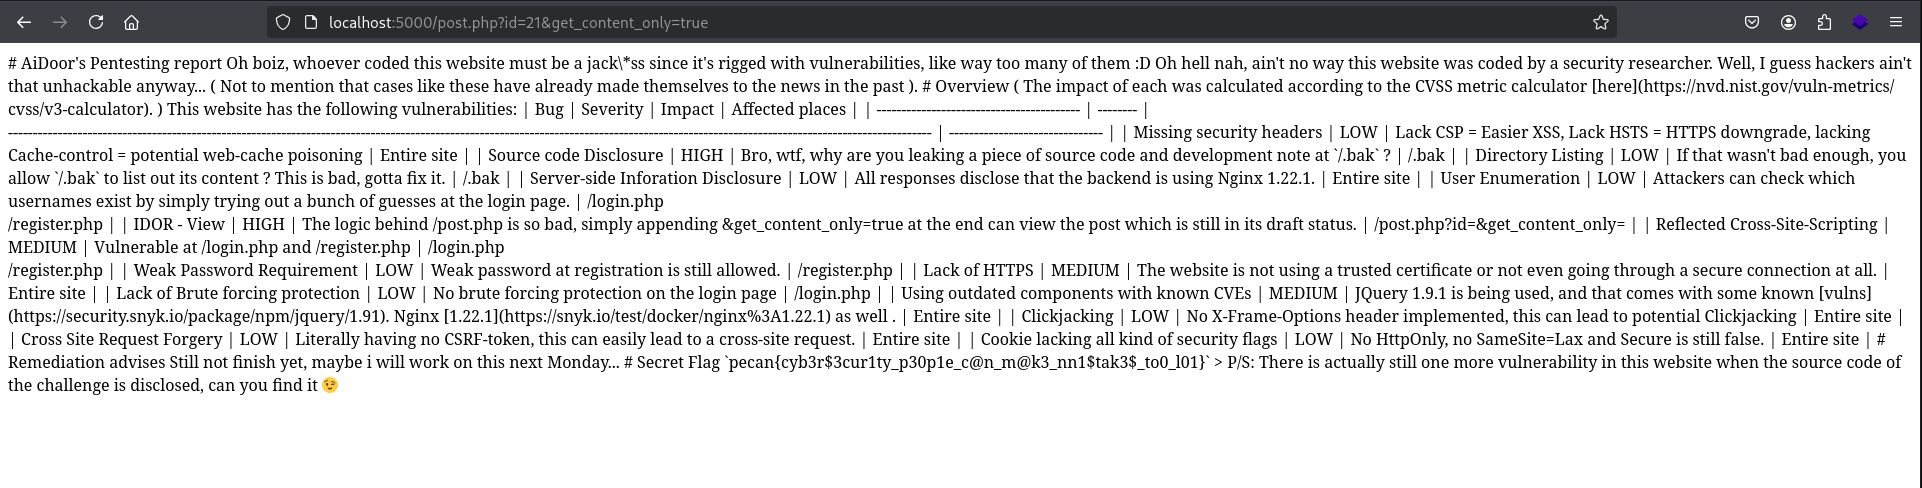 localhost:5000/post.php?id=21&get_content_only=true
# AiDoor's Pentesting report Oh boiz, whoever coded this website must be a jack\*ss since it's rigged with vulnerabilities, like way too many of them :D Oh hell nah, ain't no way this website was coded by a security researcher. Well, I guess hackers ain't
that unhackable anyway... ( Not to mention that cases like these have already made themselves to the news in the past ). # Overview ( The impact of each was calculated according to the CVSS metric calculator [here](https://nvd.nist.gov/vuln-metrics/
cvss/v3-calculator). ) This website has the following vulnerabilities: | Bug | Severity | Impact | Affected places | | ----------------------------------------- | -------- |
------------------------------------------------------------------------------------------------------------------------------------------------------------------------------------------- | ------------------------------- | | Missing security headers | LOW | Lack CSP = Easier XSS, Lack HSTS = HTTPS downgrade, lacking
Cache-control = potential web-cache poisoning | Entire site | | Source code Disclosure | HIGH | Bro, wtf, why are you leaking a piece of source code and development note at `/.bak` ? | /.bak | | Directory Listing | LOW | If that wasn't bad enough, you
allow `/.bak` to list out its content ? This is bad, gotta fix it. | /.bak | | Server-side Inforation Disclosure | LOW | All responses disclose that the backend is using Nginx 1.22.1. | Entire site | | User Enumeration | LOW | Attackers can check which
usernames exist by simply trying out a bunch of guesses at the login page. | /login.php
/register.php | | IDOR - View | HIGH | The logic behind /post.php is so bad, simply appending &get_content_only=true at the end can view the post which is still in its draft status. | /post.php?id=&get_content_only= | | Reflected Cross-Site-Scripting |
MEDIUM | Vulnerable at /login.php and /register.php | /login.php
/register.php | | Weak Password Requirement | LOW | Weak password at registration is still allowed. | /register.php | | Lack of HTTPS | MEDIUM | The website is not using a trusted certificate or not even going through a secure connection at all. |
Entire site | | Lack of Brute forcing protection | LOW | No brute forcing protection on the login page | /login.php | | Using outdated components with known CVEs | MEDIUM | JQuery 1.9.1 is being used, and that comes with some known [vulns]
(https://security.snyk.io/package/npm/jquery/1.91). Nginx [1.22.1](https://snyk.io/test/docker/nginx%3A1.22.1) as well . | Entire site | | Clickjacking | LOW | No X-Frame-Options header implemented, this can lead to potential Clickjacking | Entire site |
| Cross Site Request Forgery | LOW | Literally having no CSRF-token, this can easily lead to a cross-site request. | Entire site | | Cookie lacking all kind of security flags | LOW | No HttpOnly, no SameSite=Lax and Secure is still false. | Entire site | #
Remediation advises Still not finish yet, maybe i will work on this next Monday... # Secret Flag `pecan{cyb3r$3cur1ty_p30p1e_c@n_m@k3_nn1$tak3$_to0_l01}` > P/S: There is actually still one more vulnerability in this website when the source code of
the challenge is disclosed, can you find it 😉